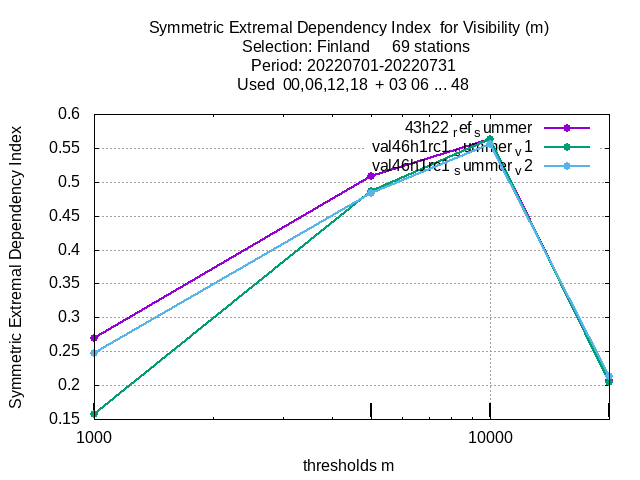 Symmetric Extremal Dependency Index  for Visibility (m)
Selection: Finland     69 stations
Period: 20220701-20220731
Used  00,06,12,18  + 03 06 ... 48
Symmetric Extremal Dependency Index
0.6
0.55
0.5
0.45
0.4
0.35
0.3
0.25
0.2
0.15
43h22 ref summer
val46h1rc1 summer v1
val46h1rc1 summer v2
1000
10000
thresholds m